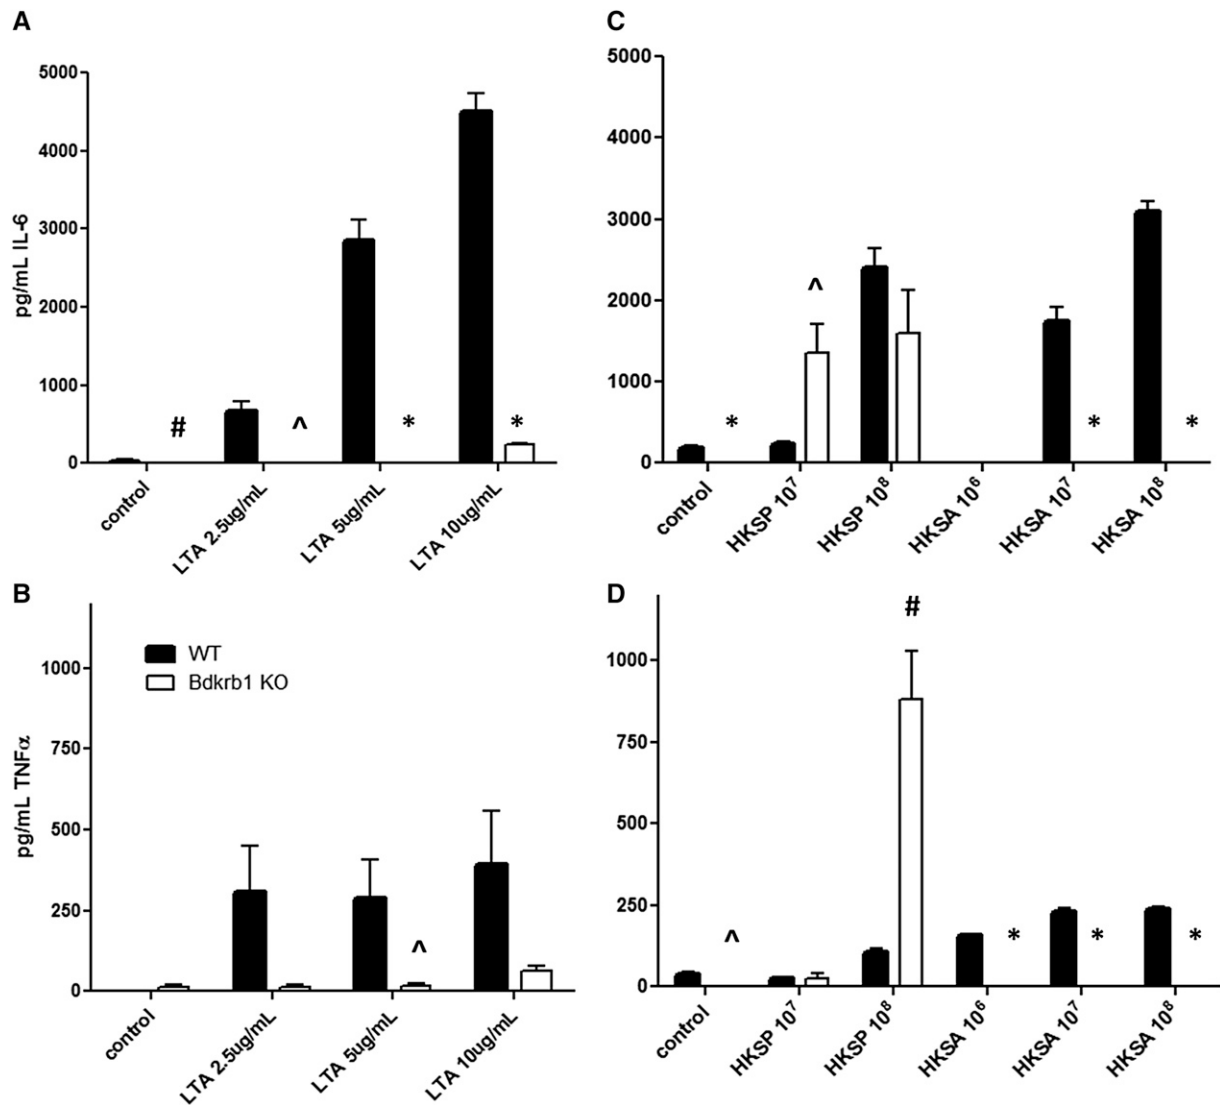 A
pg/mL IL-6
5000
4000
3000
2000
1000
0
#
^
*
*
control
LTA 2.5ug/mL
LTA 5ug/mL
LTA 10ug/mL
C
5000
4000
3000
2000
1000
0
*
^
*
*
control
HKSP 10⁷
HKSP 10⁸
HKSA 10⁶
HKSA 10⁷
HKSA 10⁸
B
pg/mL TNFα
1000
750
500
250
0
WT
Bdkrb1 KO
^
control
LTA 2.5ug/mL
LTA 5ug/mL
LTA 10ug/mL
D
1000
750
500
250
0
^
#
*
*
*
control
HKSP 10⁷
HKSP 10⁸
HKSA 10⁶
HKSA 10⁷
HKSA 10⁸